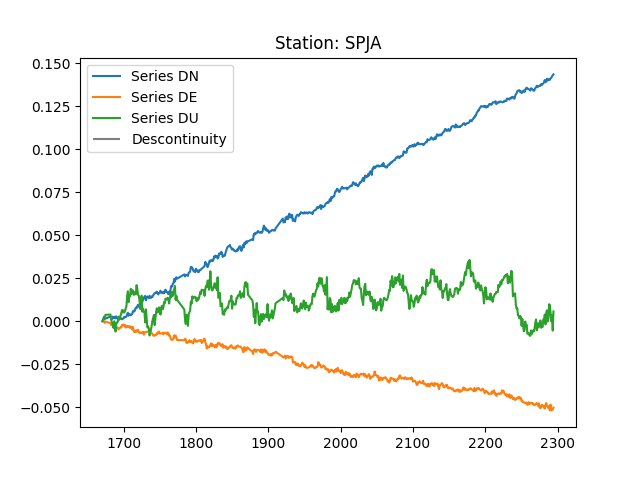 Station: SPJA
0.150
0.125
0.100
0.075
0.050
0.025
0.000
−0.025
−0.050
Series DN
Series DE
Series DU
Descontinuity
1700 1800 1900 2000 2100 2200 2300